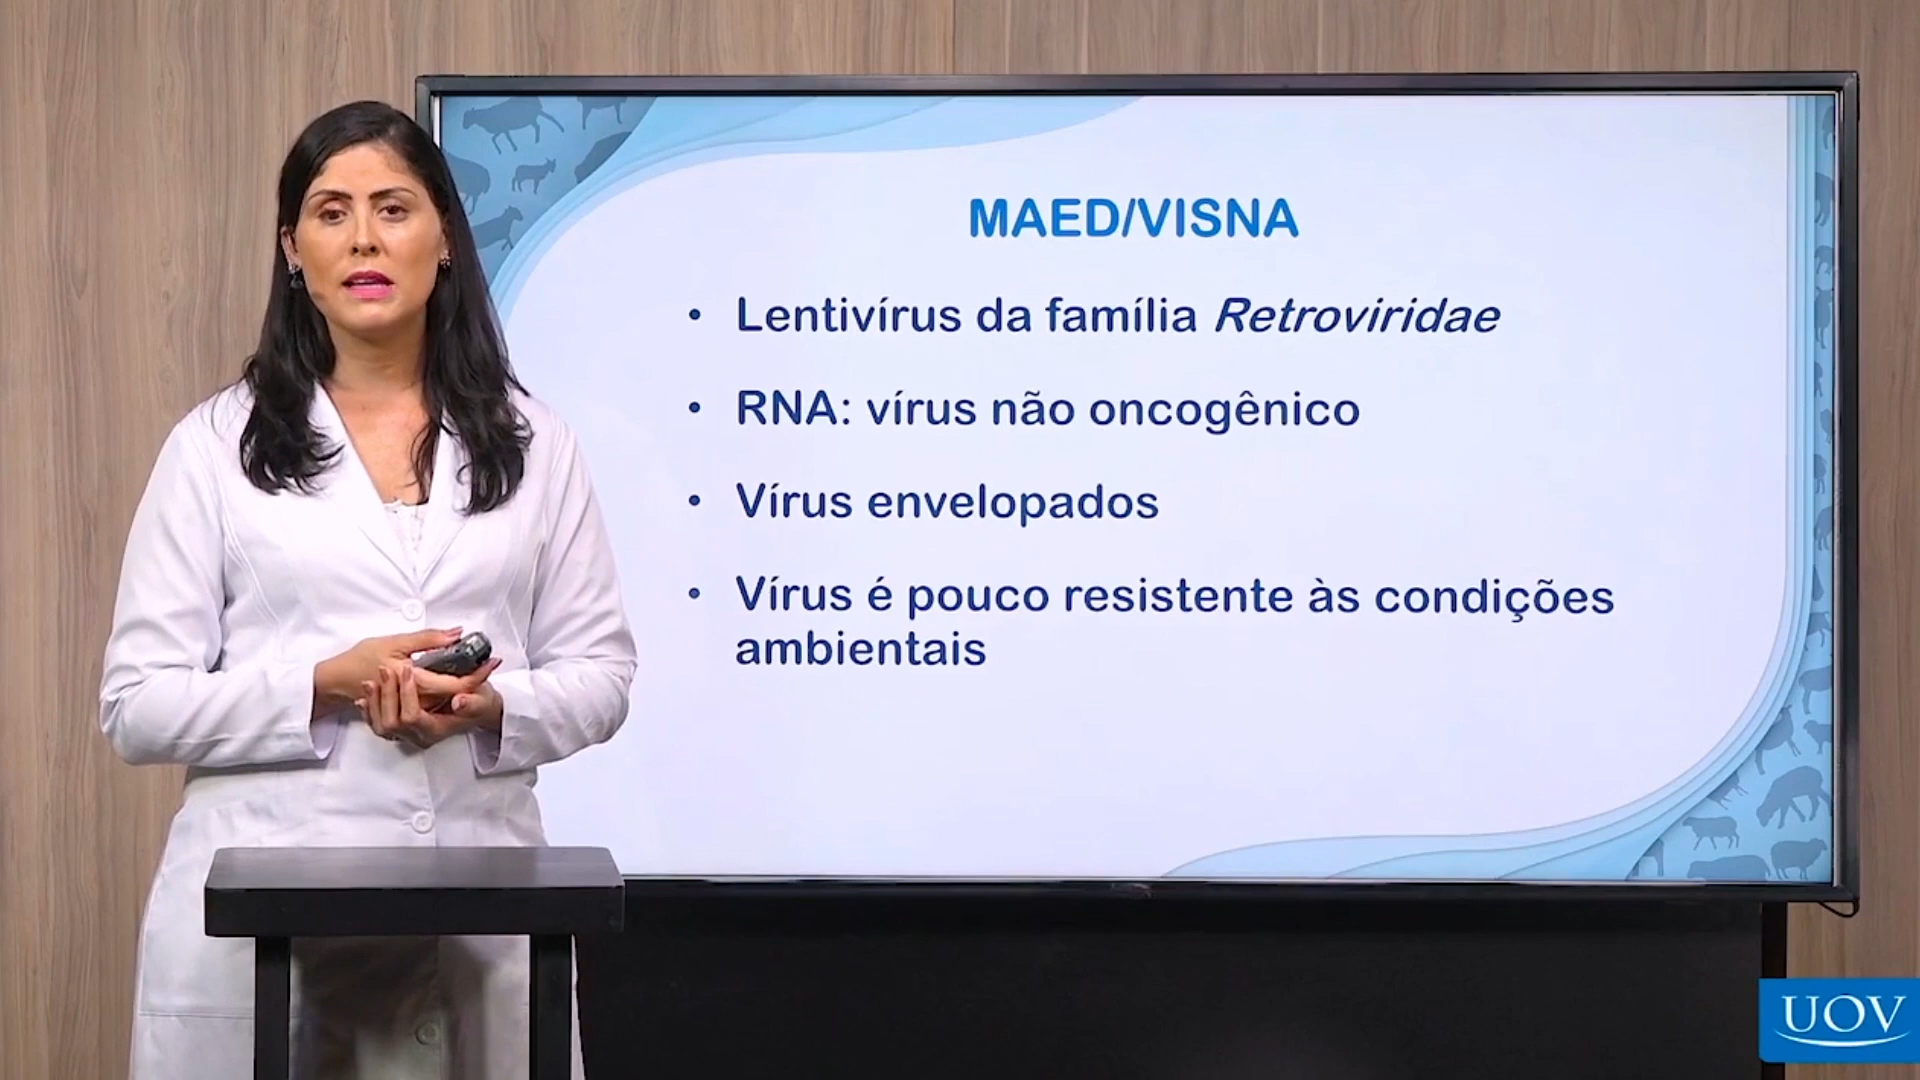 MAED/VISNA
• Lentivírus da família Retroviridae
• RNA: vírus não oncogênico
• Vírus envelopados
• Vírus é pouco resistente às condições
ambientais
UOV